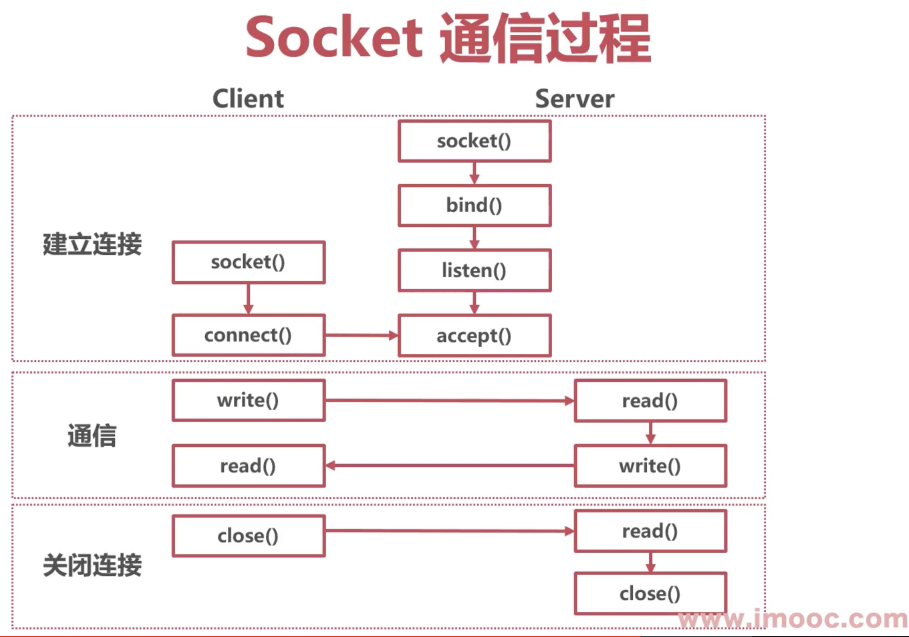 Socket 通信过程
Client Server
socket()
bind()
建立连接
socket()
listen()
connect()
accept()
write()
read()
通信
read()
write()
close()
read()
关闭连接
close()
www.imooc.com